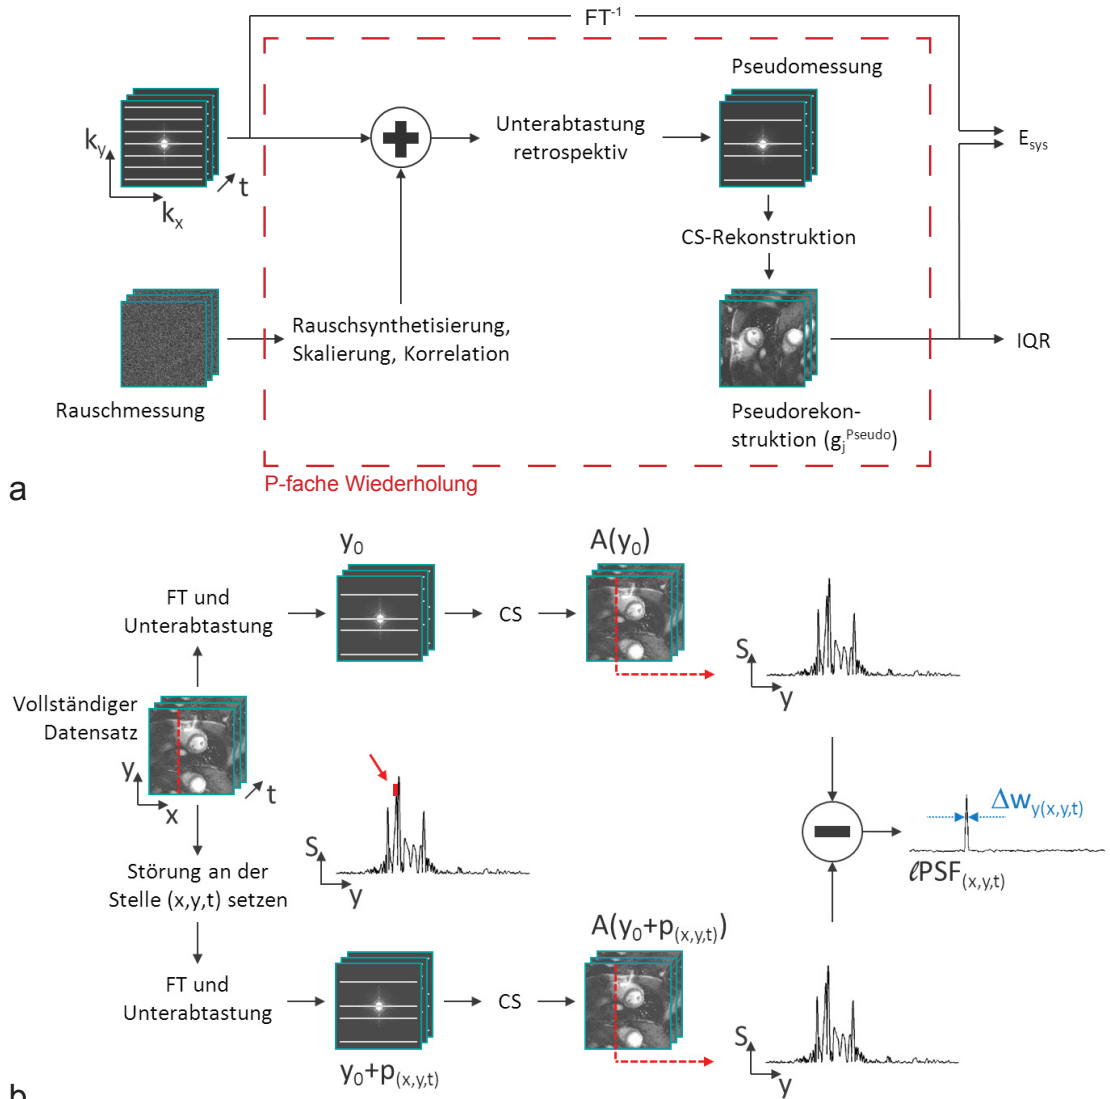 FT⁻¹
Pseudomessung
k_y
t
k_x
Unterabtastung
retrospektiv
E_sys
CS-Rekonstruktion
Rauschsynthetisierung,
Skalierung, Korrelation
IQR
Rauschmessung
Pseudorekon-
struktion (g_j^Pseudo)
P-fache Wiederholung
a
y₀
A(y₀)
FT und
Unterabtastung
CS
S
y
Vollständiger
Datensatz
y
x
t
S
y
Δw_y(x,y,t)
ℓPSF_(x,y,t)
Störung an der
Stelle (x,y,t) setzen
A(y₀+p_(x,y,t))
FT und
Unterabtastung
CS
S
y
y₀+p_(x,y,t)
b